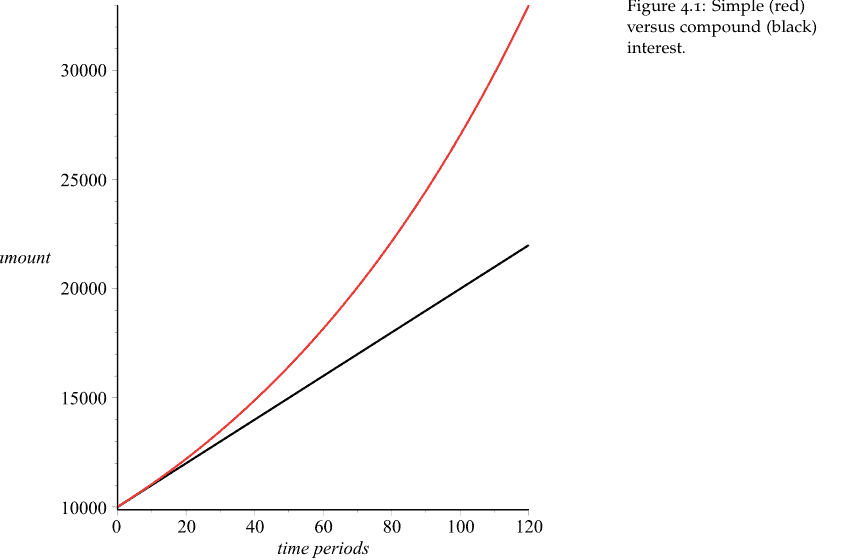 Figure 4.1: Simple (red)
versus compound (black)
interest.
30000
25000
amount
20000
15000
10000
0 20 40 60 80 100 120
time periods